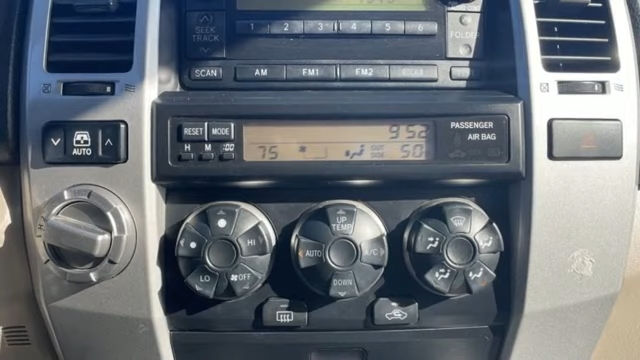 SEEK
TRACK
1 2 3 4 5 6
FOLDER
SCAN AM FM1 FM2
RESET MODE
H M :00
9:52
75 OUT SIDE 50
PASSENGER
AIR BAG
AUTO
HI
LO
OFF
UP
TEMP
AUTO
A/C
DOWN